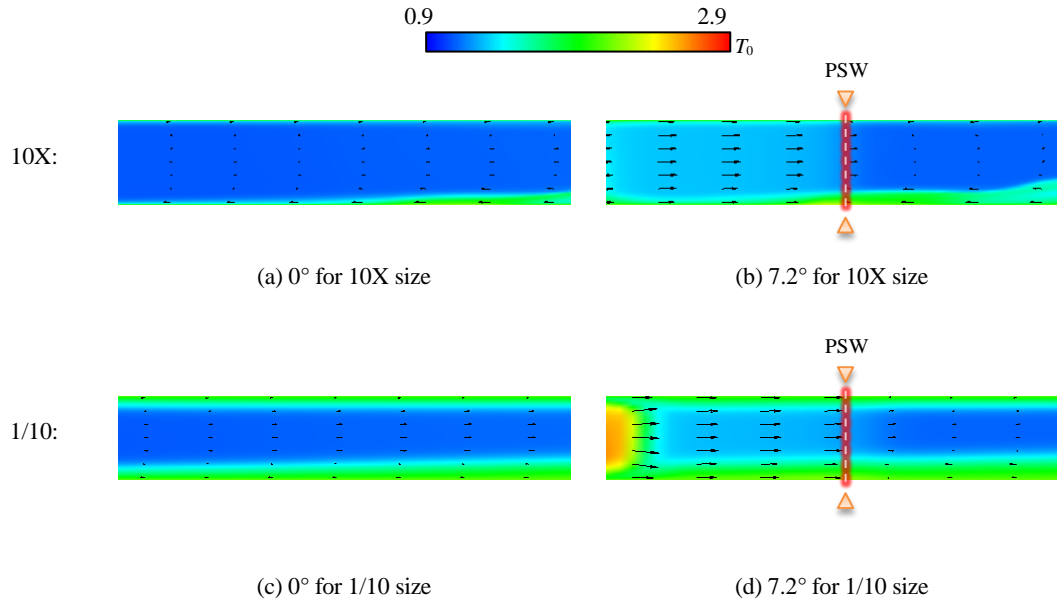 0.9 2.9
T₀
PSW
10X:
(a) 0° for 10X size (b) 7.2° for 10X size
PSW
1/10:
(c) 0° for 1/10 size (d) 7.2° for 1/10 size